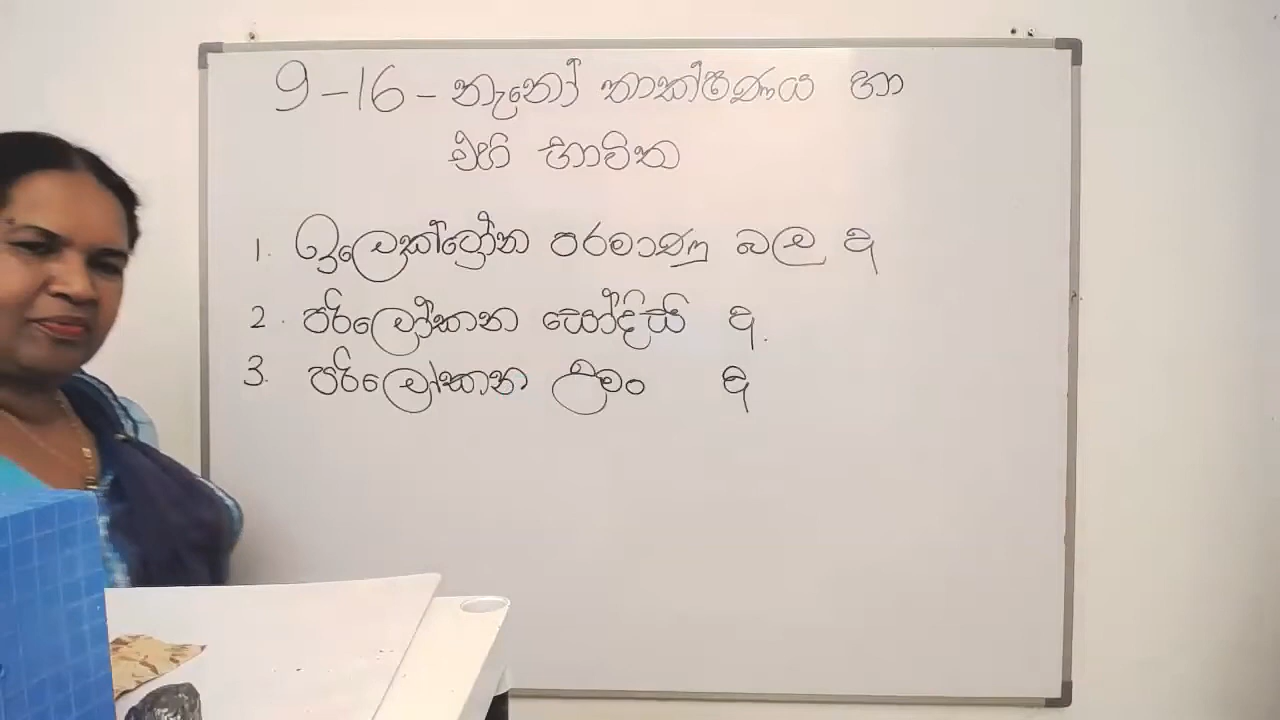 9-16 - නැනෝ තාක්ෂණය හා
එහි භාවිත
1. ඉලෙක්ට්‍රෝන පරමාණු බල අ
2. පරිලෝකන සෝදිසි අ.
3. පරිලෝකන උමං අ